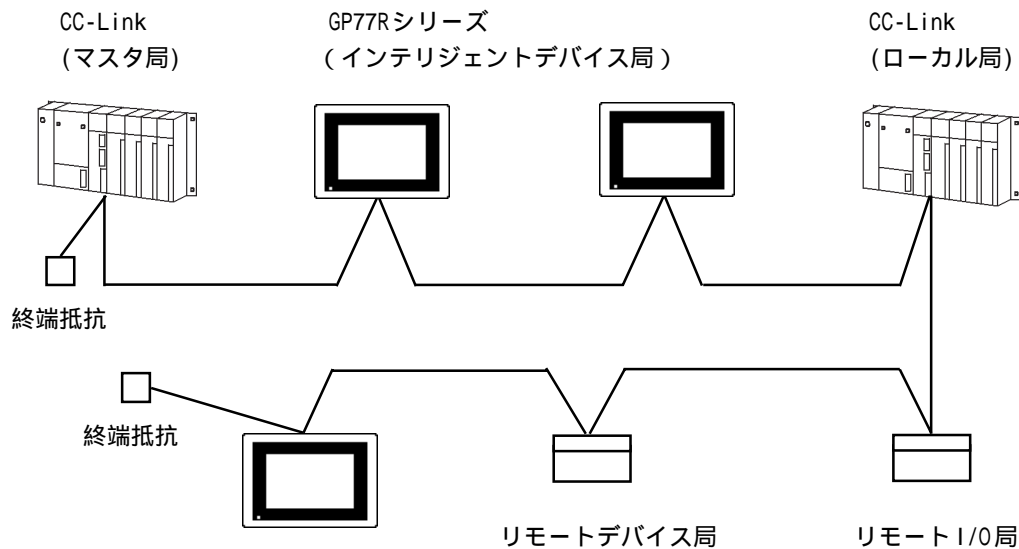 CC-Link
(マスタ局)
GP77Rシリーズ
(インテリジェントデバイス局)
CC-Link
(ローカル局)
終端抵抗
終端抵抗
リモートデバイス局
リモートI/O局